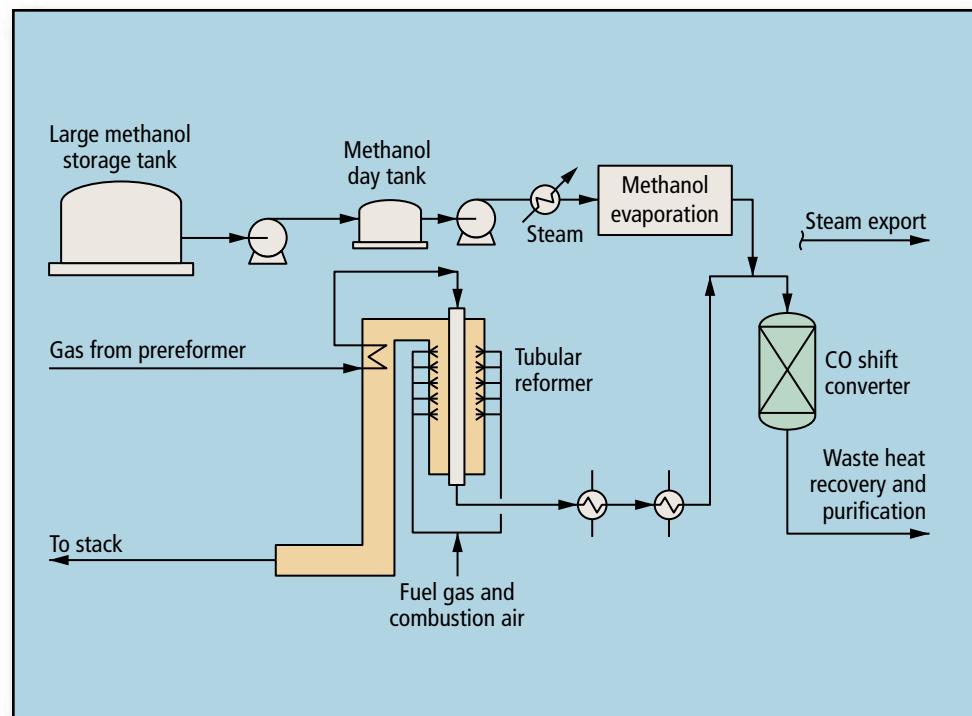 Large methanol
storage tank
Methanol
day tank
Steam
Methanol
evaporation
Steam export
Gas from prereformer
Tubular
reformer
CO shift
converter
Waste heat
recovery and
purification
To stack
Fuel gas and
combustion air